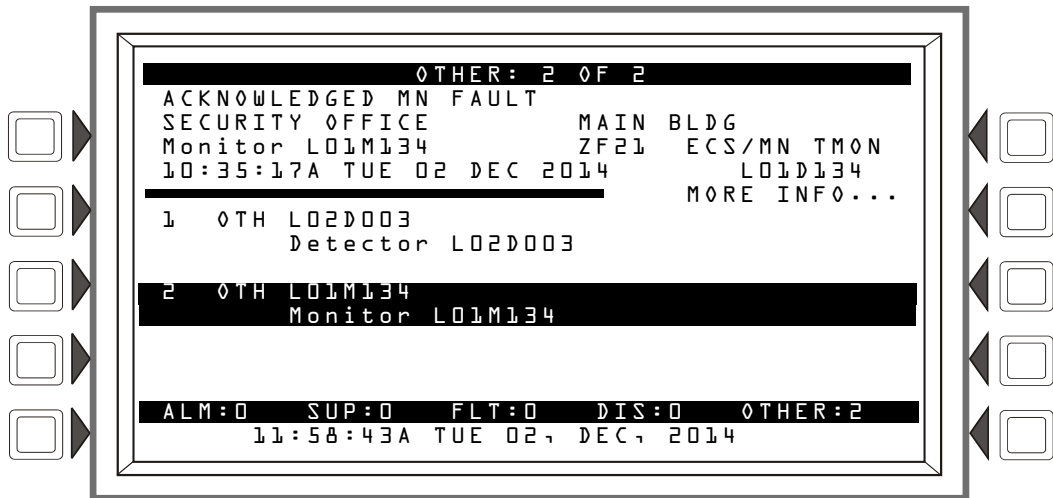 OTHER: 2 OF 2
ACKNOWLEDGED MN FAULT
SECURITY OFFICE MAIN BLDG
Monitor L01M134 ZF21 ECS/MN TMON
10:35:17A TUE 02 DEC 2014 L01D134
MORE INFO...
1 OTH L02D003
Detector L02D003
2 OTH L01M134
Monitor L01M134
ALM:0 SUP:0 FLT:0 DIS:0 OTHER:2
11:58:43A TUE 02, DEC, 2014